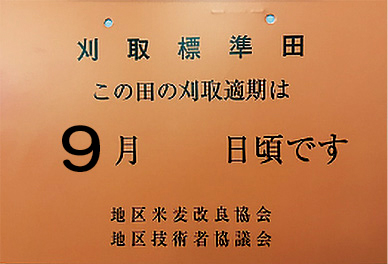 刈取標準田
この田の刈取適期は
9月　　日頃です
地区米麦改良協会
地区技術者協議会